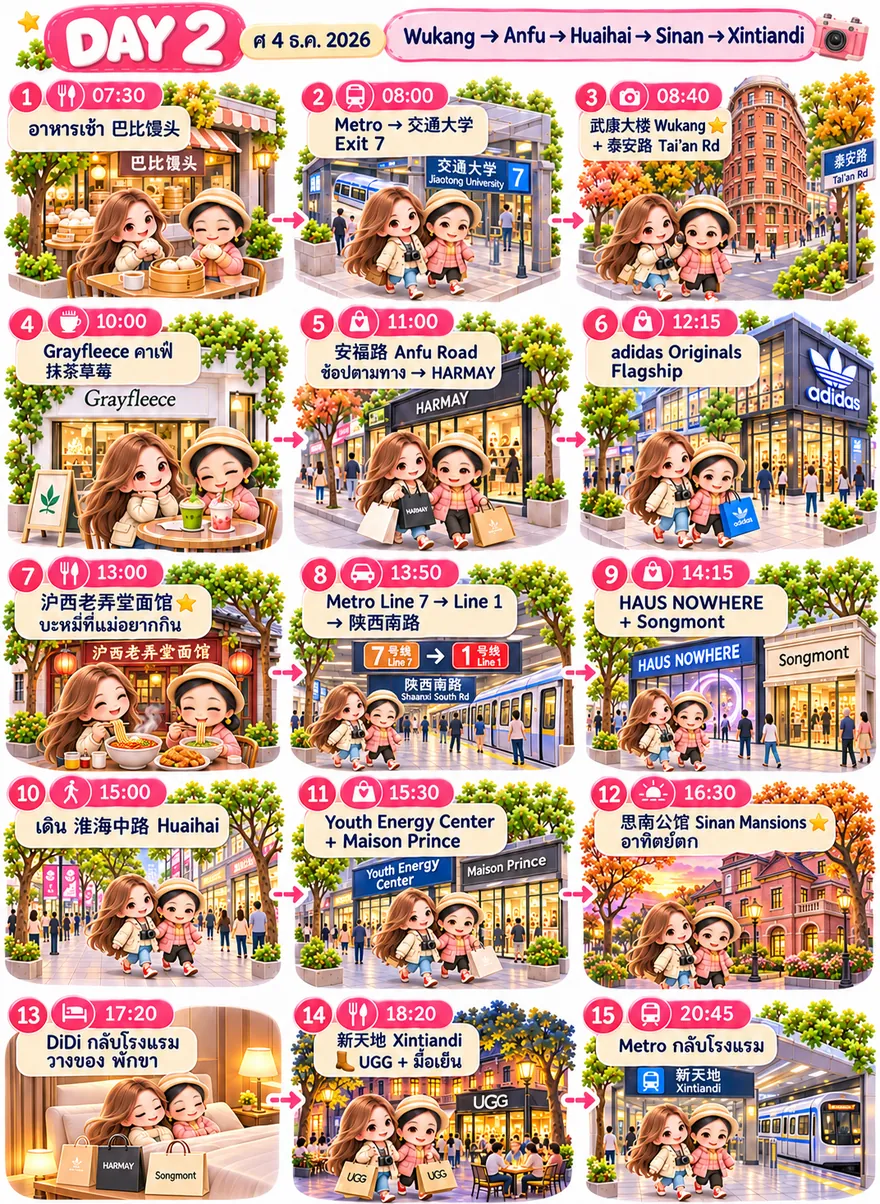 DAY 2
ศ 4 ธ.ค. 2026
Wukang → Anfu → Huaihai → Sinan → Xintiandi
1 07:30
อาหารเช้า 巴比馒头
巴比馒头
2 08:00
Metro → 交通大学
Exit 7
交通大学
Jiaotong University
7
3 08:40
武康大楼 Wukang⭐
+ 泰安路 Tai'an Rd
泰安路
Tai'an Rd
4 10:00
Grayfleece คาเฟ่
抹茶草莓
Grayfleece
5 11:00
安福路 Anfu Road
ช้อปตามทาง → HARMAY
HARMAY
HARMAY
6 12:15
adidas Originals
Flagship
adidas
adidas
7 13:00
沪西老弄堂面馆⭐
บะหมี่ที่แม่อยากกิน
沪西老弄堂面馆
8 13:50
Metro Line 7 → Line 1
→ 陕西南路
7 号线 Line 7 → 1 号线 Line 1
陕西南路
Shaanxi South Rd
9 14:15
HAUS NOWHERE
+ Songmont
HAUS NOWHERE
Songmont
10 15:00
เดิน 淮海中路 Huaihai
11 15:30
Youth Energy Center
+ Maison Prince
Youth Energy
Center
Maison Prince
12 16:30
思南公馆 Sinan Mansions⭐
อาทิตย์ตก
13 17:20
DiDi กลับโรงแรม
วางของ พักขา
HARMAY
Songmont
14 18:20
新天地 Xintiandi
👢 UGG + มื้อเย็น
UGG
UGG
UGG
15 20:45
Metro กลับโรงแรม
新天地
Xintiandi